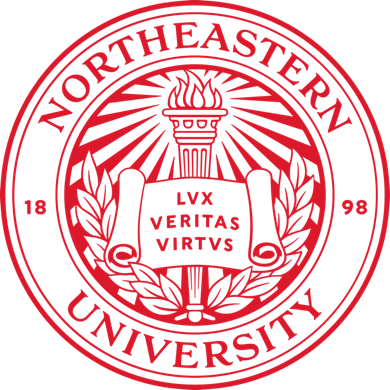 NORTHEASTERN
18 98
LVX
VERITAS
VIRTVS
UNIVERSITY